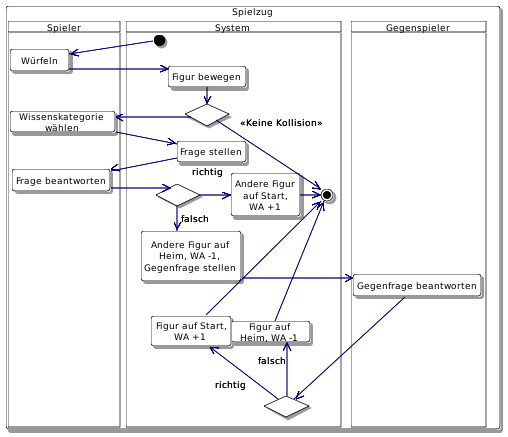 Spielzug
Spieler
System
Gegenspieler
Würfeln
Figur bewegen
Wissenskategorie
wählen
«Keine Kollision»
Frage stellen
Frage beantworten
richtig
Andere Figur
auf Start,
WA +1
falsch
Andere Figur auf
Heim, WA -1,
Gegenfrage stellen
Gegenfrage beantworten
Figur auf Start,
WA +1
Figur auf
Heim, WA -1
falsch
richtig